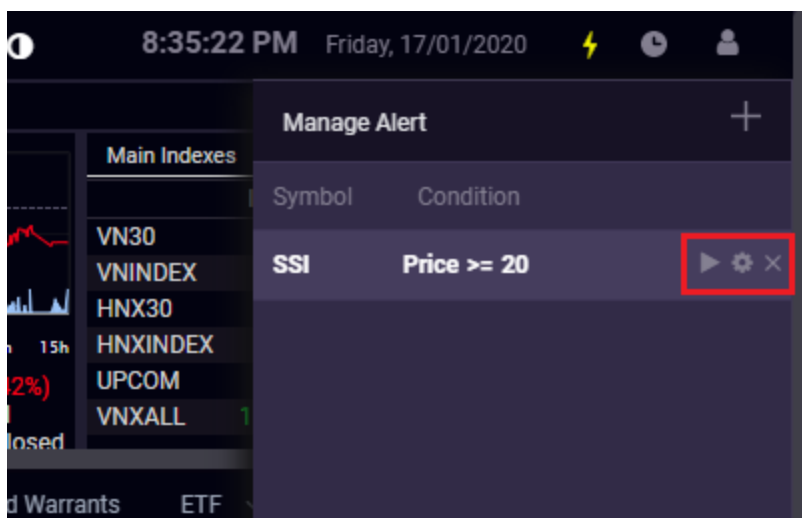 8:35:22 PM Friday, 17/01/2020
Manage Alert
Main Indexes
Symbol Condition
VN30
SSI Price >= 20
VNINDEX
HNX30
15h HNXINDEX
2%) UPCOM
VNXALL 1
losed
d Warrants ETF